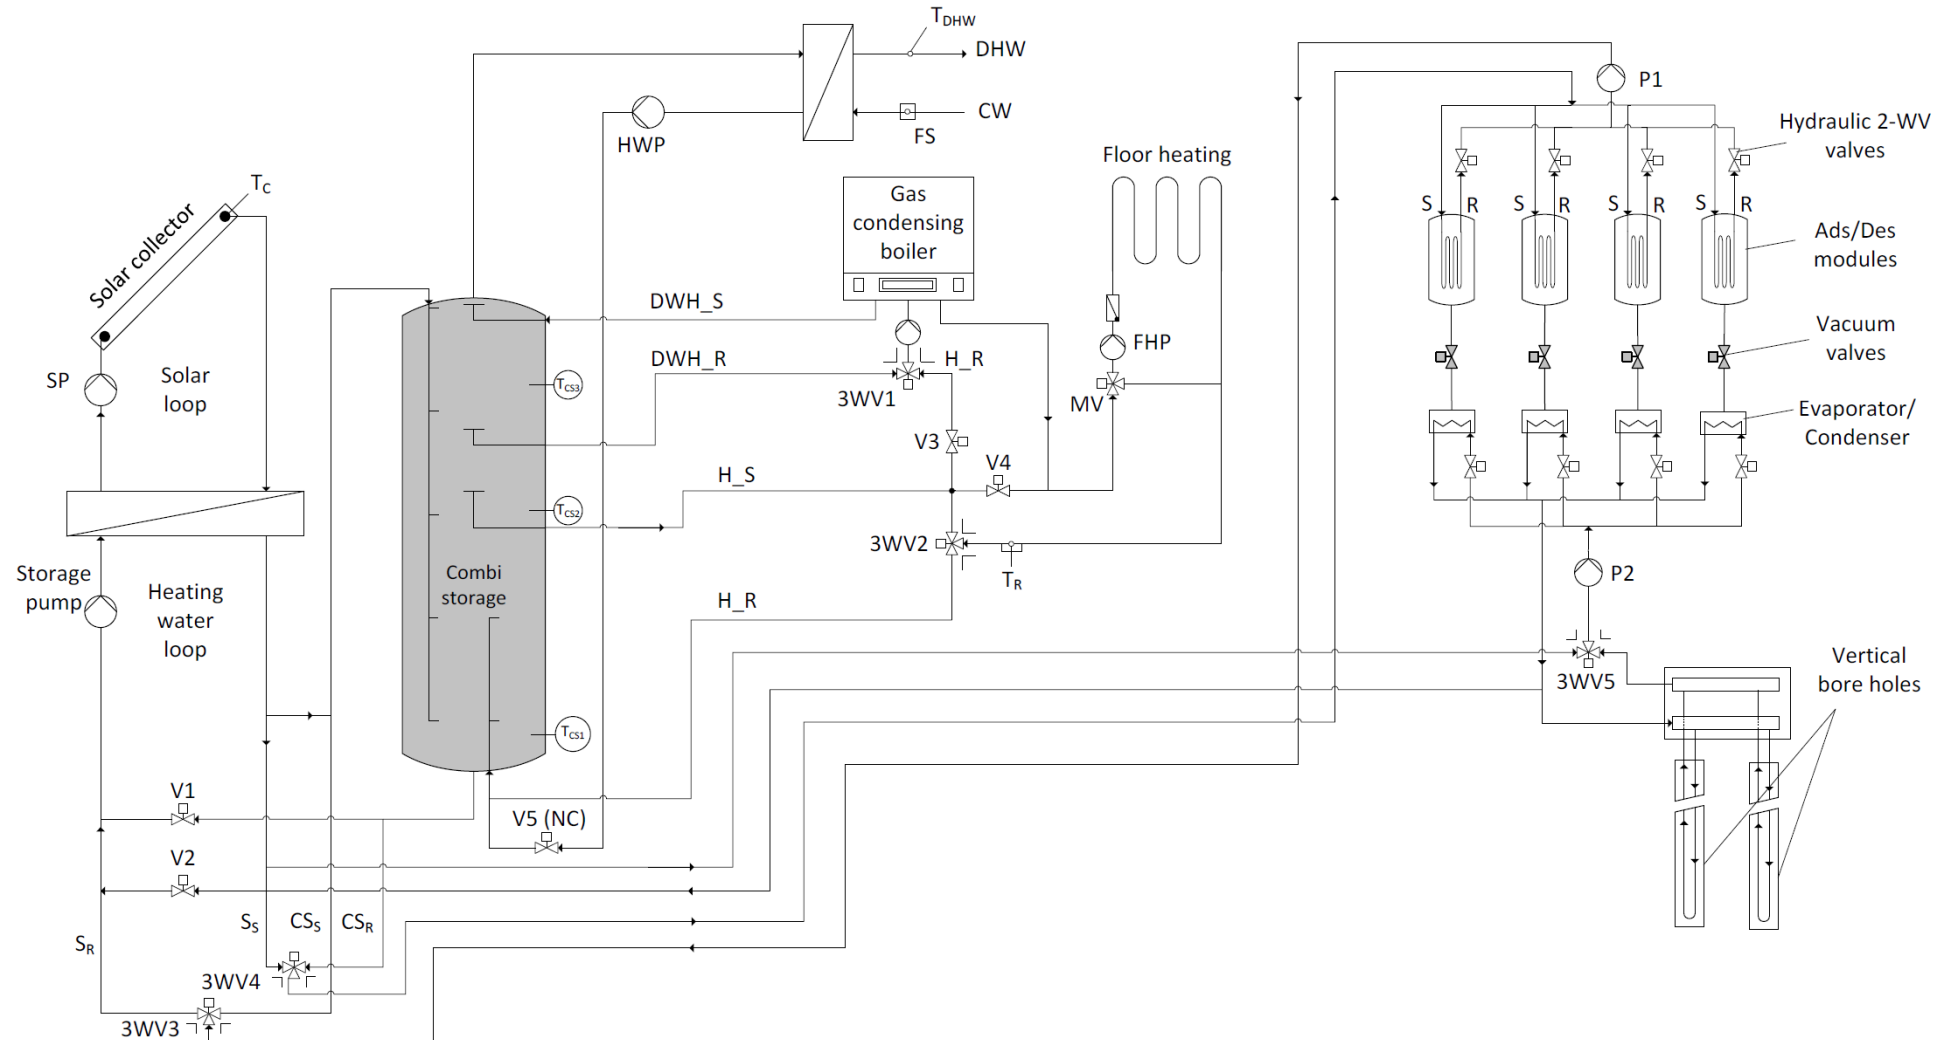 T_DHW
DHW
P1
CW
HWP
FS
Hydraulic 2-WV
valves
Floor heating
T_C
Gas
condensing
boiler
S
R
S
R
S
R
S
R
Solar collector
Ads/Des
modules
DWH_S
Vacuum
valves
FHP
SP
Solar
loop
DWH_R
H_R
T_CS3
3WV1
MV
Evaporator/
Condenser
V3
H_S
V4
T_CS2
3WV2
Storage
pump
Heating
water
loop
Combi
storage
T_R
P2
H_R
3WV5
Vertical
bore holes
T_CS1
V1
V5 (NC)
V2
S_S
CS_S
CS_R
S_R
3WV4
3WV3